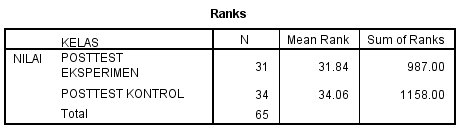 Ranks
KELAS N Mean Rank Sum of Ranks
NILAI POSTTEST EKSPERIMEN 31 31.84 987.00
POSTTEST KONTROL 34 34.06 1158.00
Total 65